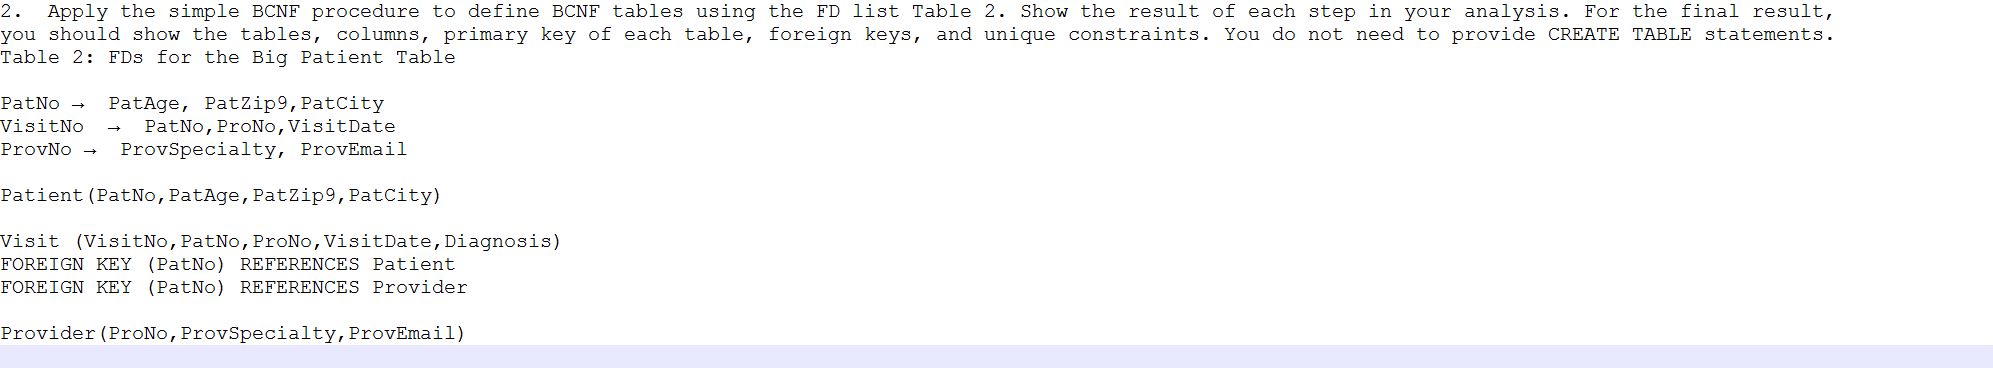 2.  Apply the simple BCNF procedure to define BCNF tables using the FD list Table 2. Show the result of each step in your analysis. For the final result,
you should show the tables, columns, primary key of each table, foreign keys, and unique constraints. You do not need to provide CREATE TABLE statements.
Table 2: FDs for the Big Patient Table
PatNo →  PatAge, PatZip9,PatCity
VisitNo  →  PatNo,ProNo,VisitDate
ProvNo →  ProvSpecialty, ProvEmail
Patient(PatNo,PatAge,PatZip9,PatCity)
Visit (VisitNo,PatNo,ProNo,VisitDate,Diagnosis)
FOREIGN KEY (PatNo) REFERENCES Patient
FOREIGN KEY (PatNo) REFERENCES Provider
Provider(ProNo,ProvSpecialty,ProvEmail)